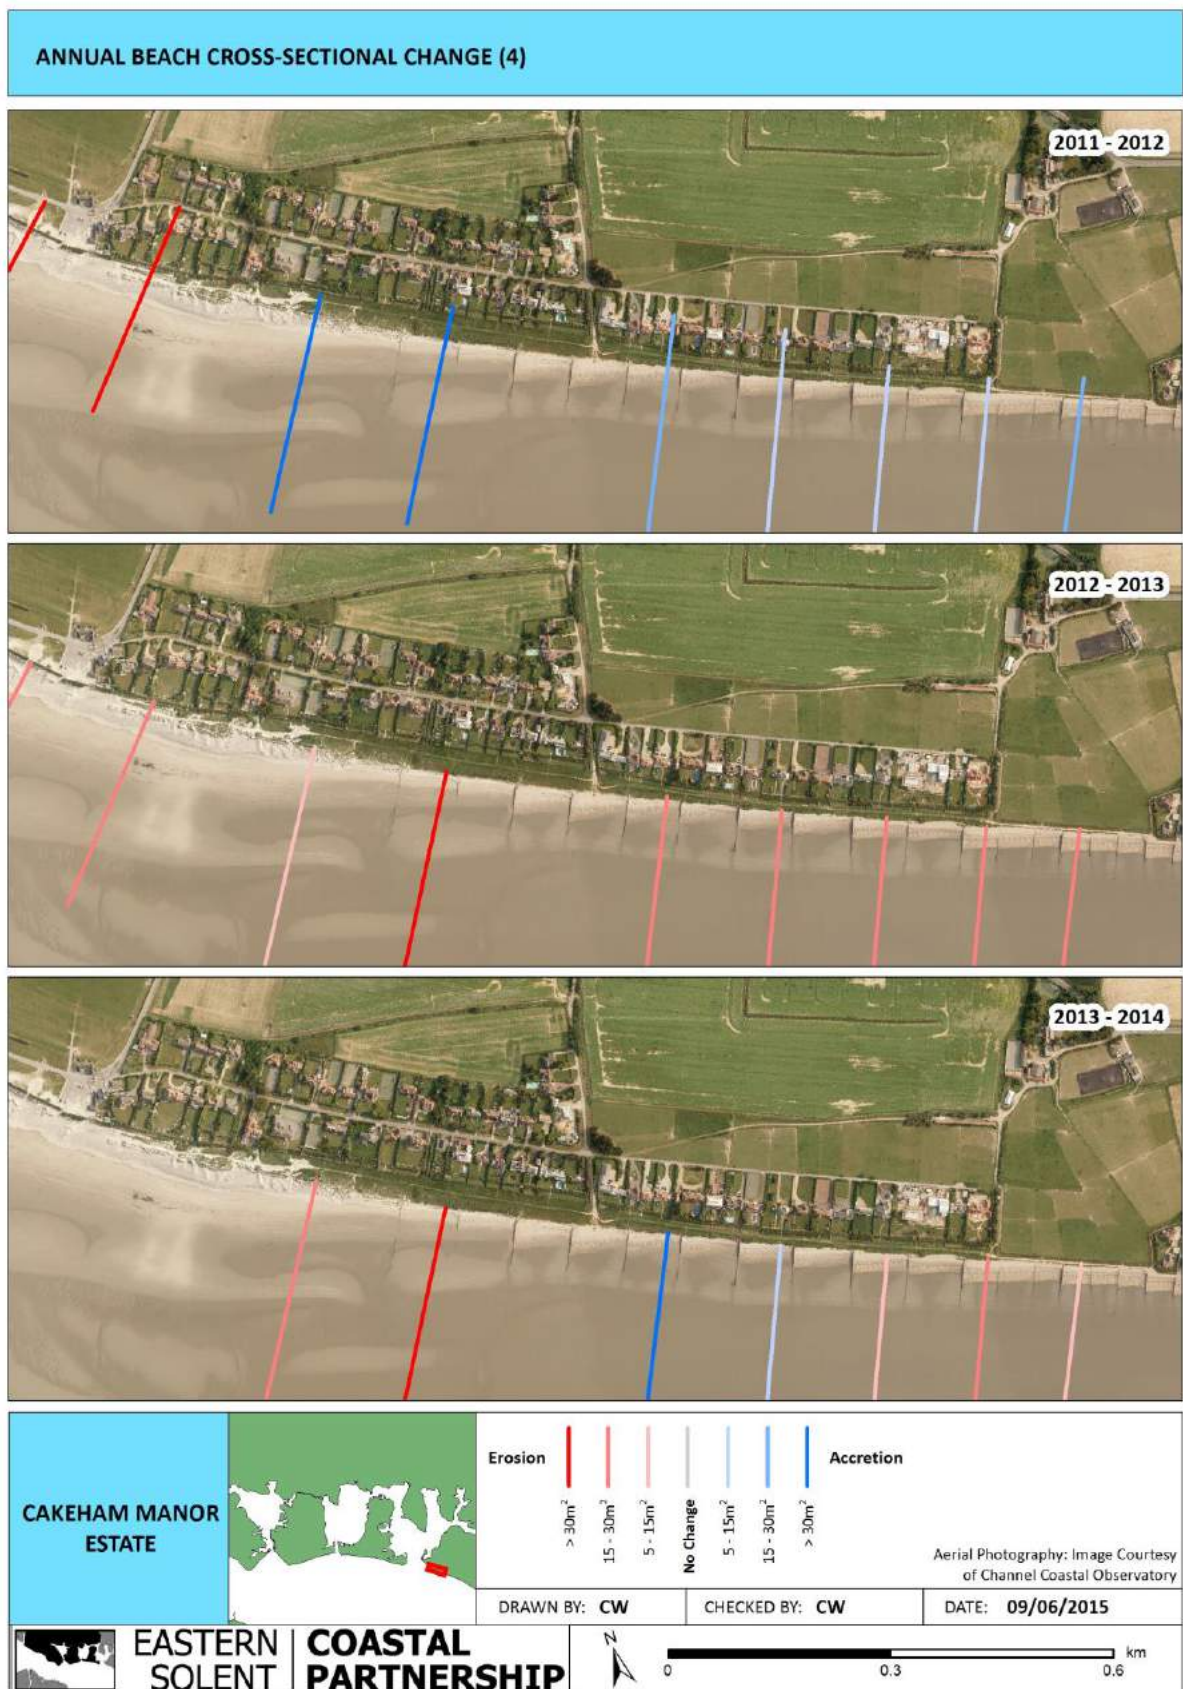 ANNUAL BEACH CROSS-SECTIONAL CHANGE (4)
2011 - 2012
2012 - 2013
2013 - 2014
CAKEHAM MANOR
ESTATE
Erosion
> 30m²
15 - 30m²
5 - 15m²
No Change
5 - 15m²
15 - 30m²
> 30m²
Accretion
Aerial Photography: Image Courtesy
of Channel Coastal Observatory
DRAWN BY: CW
CHECKED BY: CW
DATE: 09/06/2015
EASTERN
SOLENT
COASTAL
PARTNERSHIP
N
0
0.3
0.6
km